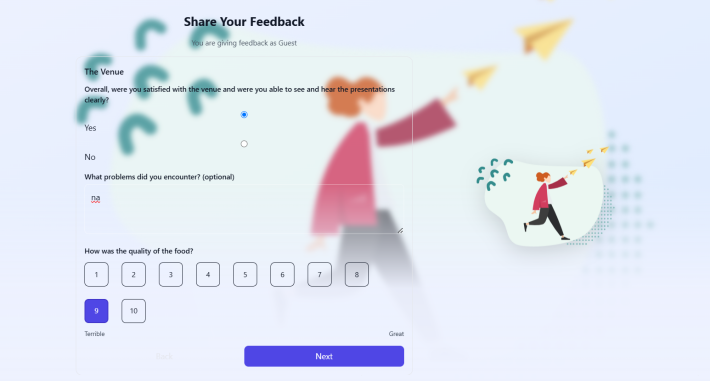 Share Your Feedback
You are giving feedback as Guest
The Venue
Overall, were you satisfied with the venue and were you able to see and hear the presentations
clearly?
Yes
No
What problems did you encounter? (optional)
na
How was the quality of the food?
1 2 3 4 5 6 7 8
9 10
Terrible Great
Next